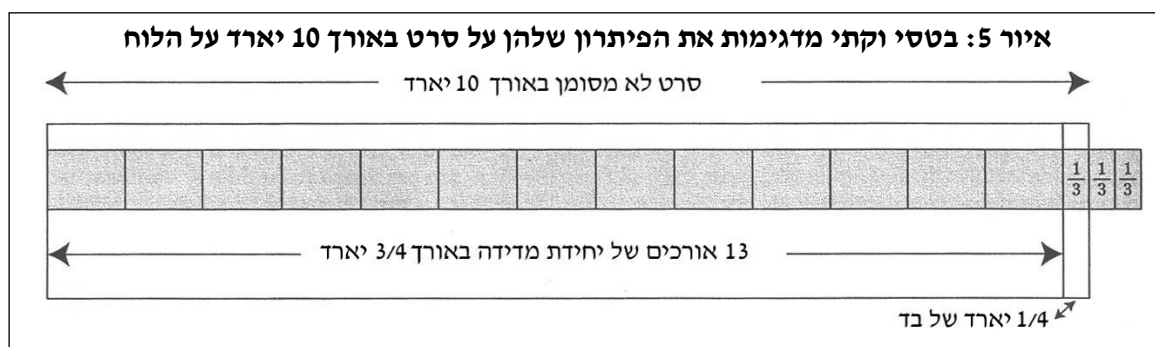 איור 5: בטסי וקתי מדגימות את הפיתרון שלהן על סרט באורך 10 יארד על הלוח
סרט לא מסומן באורך 10 יארד
1/3 1/3 1/3
13 אורכים של יחידת מדידה באורך 3/4 יארד
1/4 יארד של בד